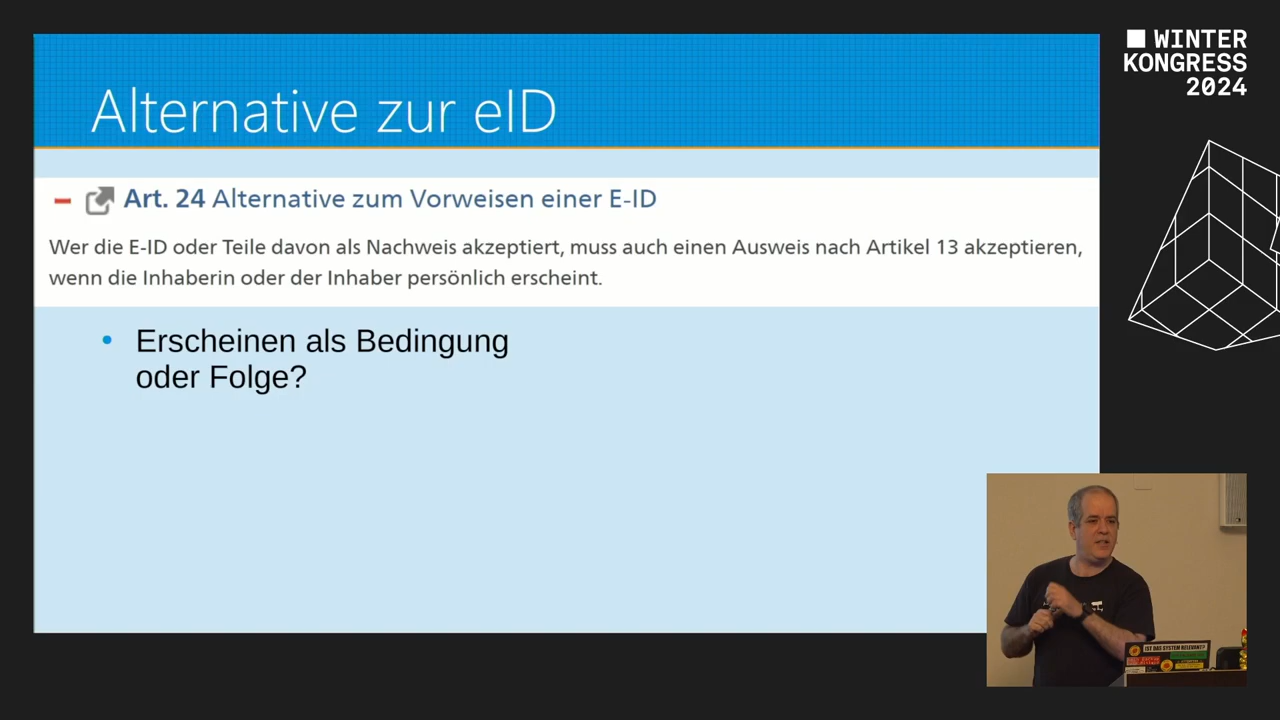 WINTER
KONGRESS
2024
Alternative zur eID
Art. 24 Alternative zum Vorweisen einer E-ID
Wer die E-ID oder Teile davon als Nachweis akzeptiert, muss auch einen Ausweis nach Artikel 13 akzeptieren,
wenn die Inhaberin oder der Inhaber persönlich erscheint.
• Erscheinen als Bedingung
oder Folge?
IST DAS SYSTEM RELEVANT?